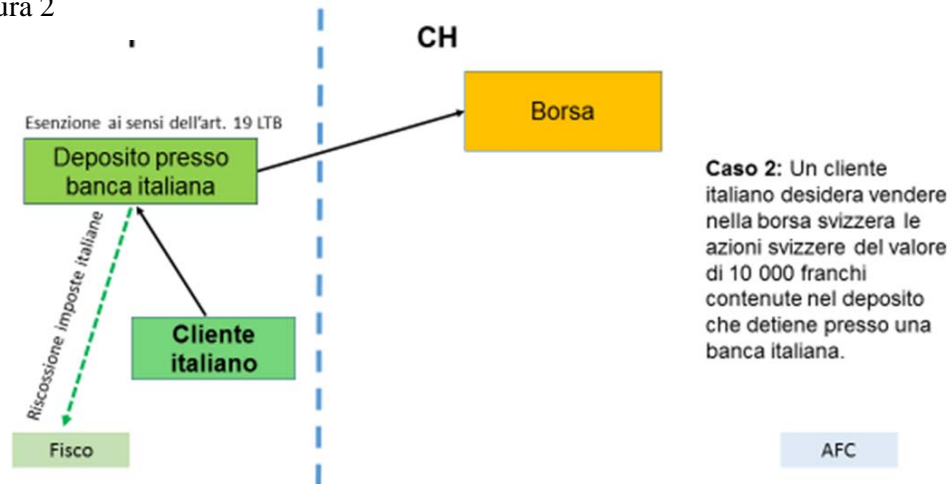 ura 2
CH
Borsa
Esenzione ai sensi dell'art. 19 LTB
Deposito presso
banca italiana
Caso 2: Un cliente
italiano desidera vendere
nella borsa svizzera le
azioni svizzere del valore
di 10 000 franchi
contenute nel deposito
che detiene presso una
banca italiana.
Riscossione imposte italiane
Cliente
italiano
Fisco
AFC